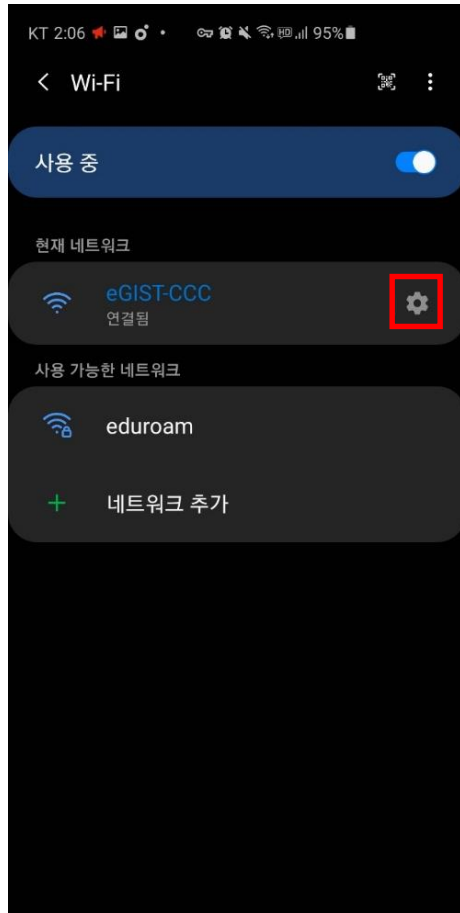 KT 2:06 95%
Wi-Fi
사용 중
현재 네트워크
eGIST-CCC
연결됨
사용 가능한 네트워크
eduroam
네트워크 추가